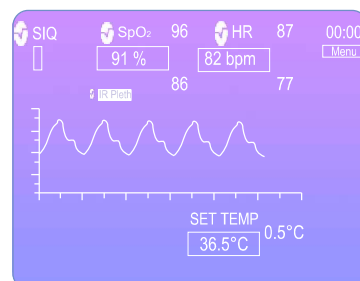 SIQ SpO2 96 HR 87 00:00
91 % 82 bpm Menu
86 77
IR Pleth
SET TEMP
36.5°C 0.5°C